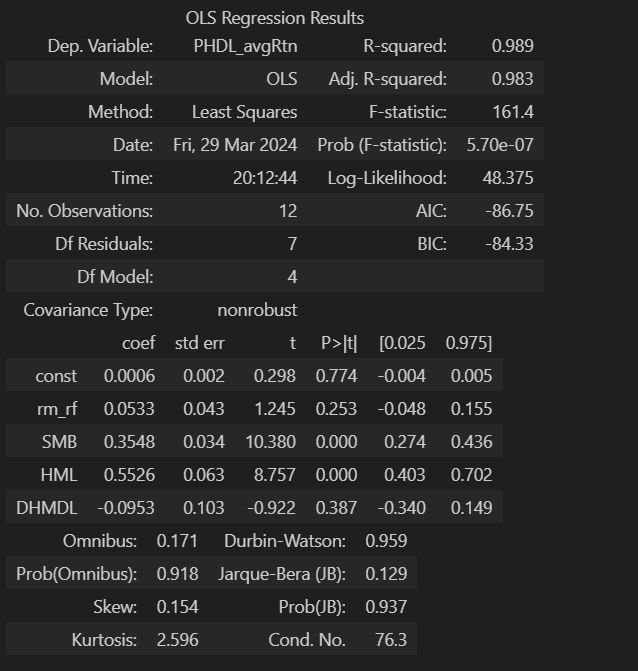 OLS Regression Results
Dep. Variable: PHDL_avgRtn R-squared: 0.989
Model: OLS Adj. R-squared: 0.983
Method: Least Squares F-statistic: 161.4
Date: Fri, 29 Mar 2024 Prob (F-statistic): 5.70e-07
Time: 20:12:44 Log-Likelihood: 48.375
No. Observations: 12 AIC: -86.75
Df Residuals: 7 BIC: -84.33
Df Model: 4
Covariance Type: nonrobust
coef std err t P>|t| [0.025 0.975]
const 0.0006 0.002 0.298 0.774 -0.004 0.005
rm_rf 0.0533 0.043 1.245 0.253 -0.048 0.155
SMB 0.3548 0.034 10.380 0.000 0.274 0.436
HML 0.5526 0.063 8.757 0.000 0.403 0.702
DHMDL -0.0953 0.103 -0.922 0.387 -0.340 0.149
Omnibus: 0.171 Durbin-Watson: 0.959
Prob(Omnibus): 0.918 Jarque-Bera (JB): 0.129
Skew: 0.154 Prob(JB): 0.937
Kurtosis: 2.596 Cond. No. 76.3